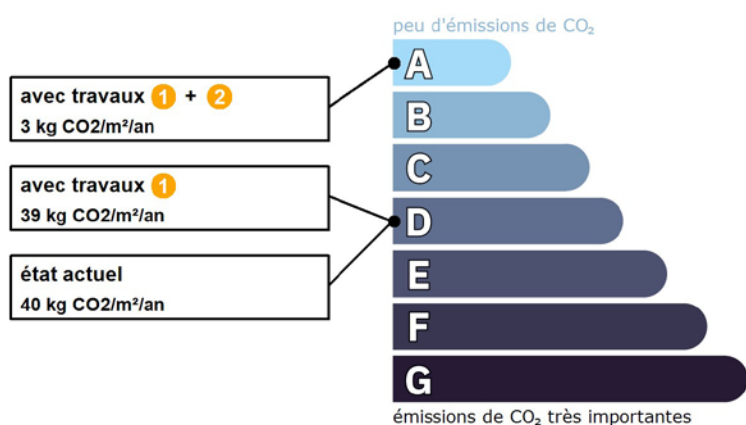 peu d'émissions de CO₂
avec travaux 1 + 2
3 kg CO2/m²/an
avec travaux 1
39 kg CO2/m²/an
état actuel
40 kg CO2/m²/an
A
B
C
D
E
F
G
émissions de CO₂ très importantes